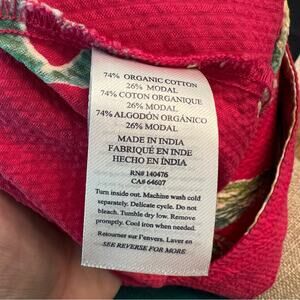 74% ORGANIC COTTON
26% MODAL
74% COTON ORGANIQUE
26% MODAL
74% ALGODÓN ORGÁNICO
26% MODAL
MADE IN INDIA
FABRIQUÉ EN INDE
HECHO EN ÍNDIA
RN# 140476
CA# 64607
Turn inside out. Machine wash cold
separately. Delicate cycle. Do not
bleach. Tumble dry low. Remove
promptly. Cool iron when needed.
Retourner sur l'envers. Laver en
SEE REVERSE FOR MORE